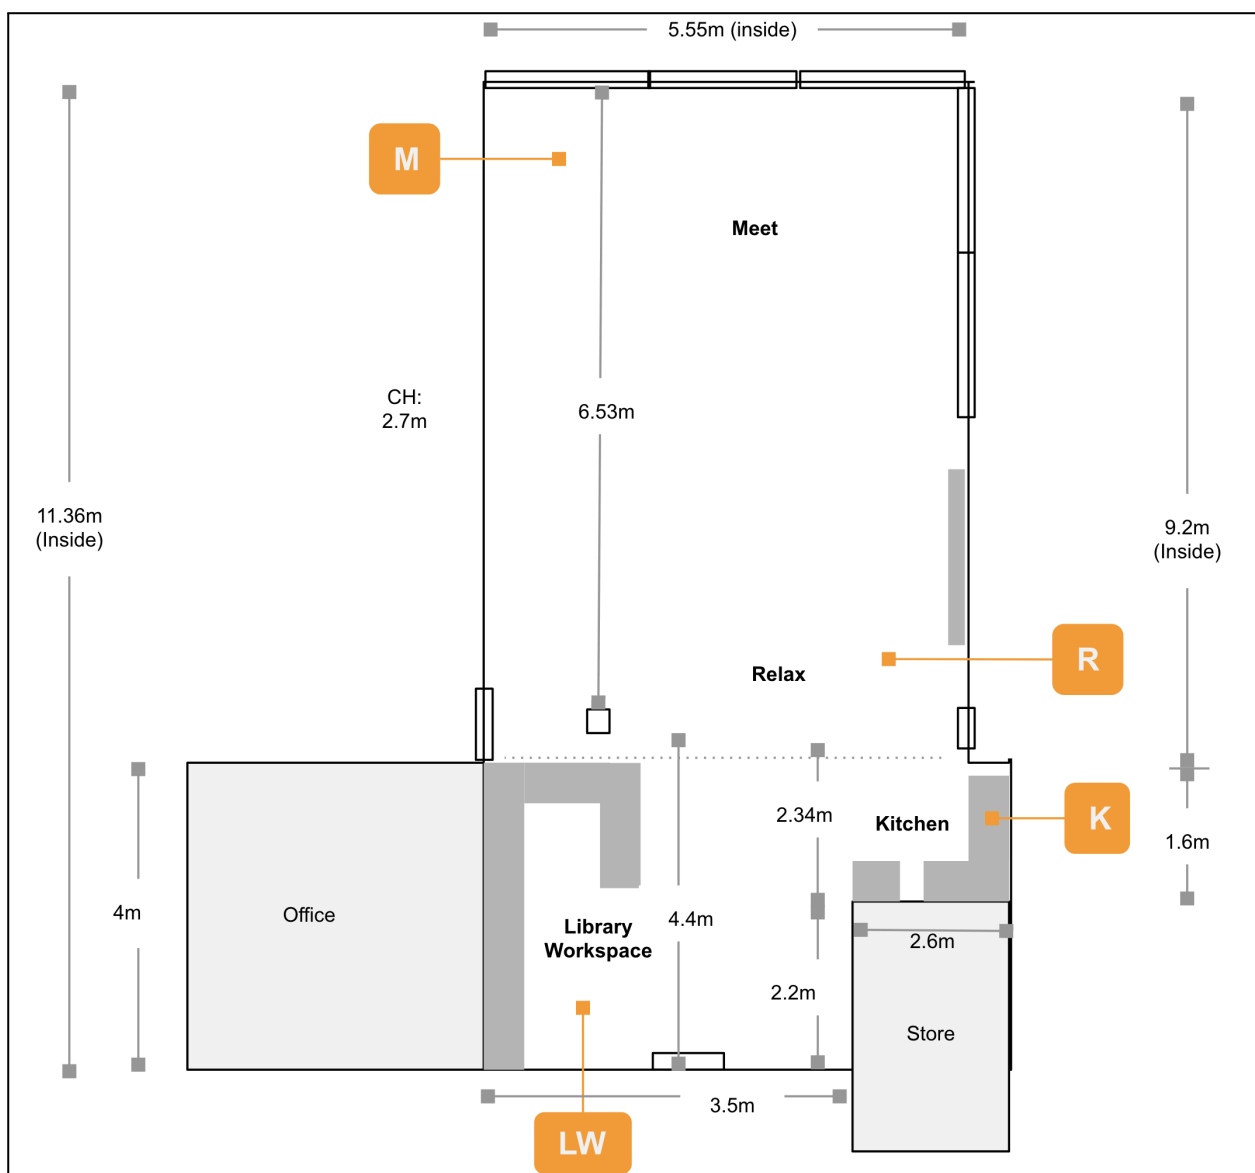 5.55m (inside)
M
Meet
CH:
2.7m
6.53m
11.36m
(Inside)
9.2m
(Inside)
R
Relax
2.34m
Kitchen
K
1.6m
4m
Office
Library
Workspace
4.4m
2.6m
2.2m
Store
3.5m
LW